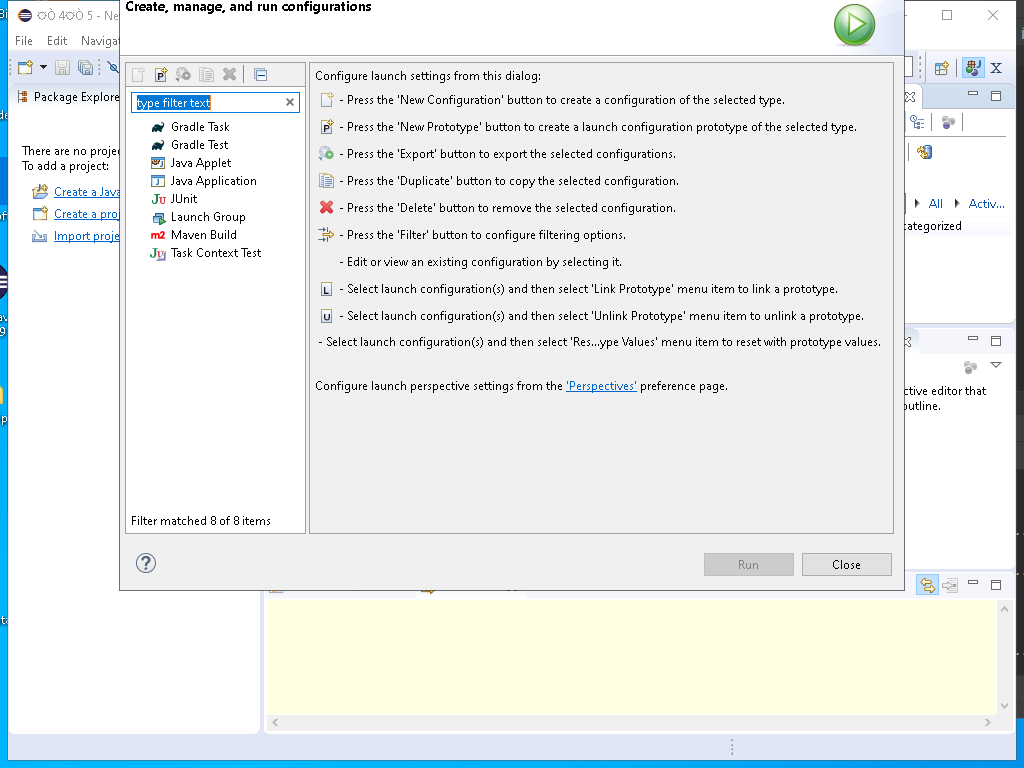 Create, manage, and run configurations
File Edit Navigat
Package Explore
type filter text
Gradle Task
Gradle Test
Java Applet
Java Application
JUnit
Launch Group
Maven Build
Task Context Test
Filter matched 8 of 8 items
Configure launch settings from this dialog:
- Press the 'New Configuration' button to create a configuration of the selected type.
- Press the 'New Prototype' button to create a launch configuration prototype of the selected type.
- Press the 'Export' button to export the selected configurations.
- Press the 'Duplicate' button to copy the selected configuration.
- Press the 'Delete' button to remove the selected configuration.
- Press the 'Filter' button to configure filtering options.
- Edit or view an existing configuration by selecting it.
- Select launch configuration(s) and then select 'Link Prototype' menu item to link a prototype.
- Select launch configuration(s) and then select 'Unlink Prototype' menu item to unlink a prototype.
- Select launch configuration(s) and then select 'Res...ype Values' menu item to reset with prototype values.
Configure launch perspective settings from the 'Perspectives' preference page.
Run
Close
There are no projec
To add a project:
Create a Java
Create a proj
Import proje
All
Activ...
categorized
ctive editor that
outline.